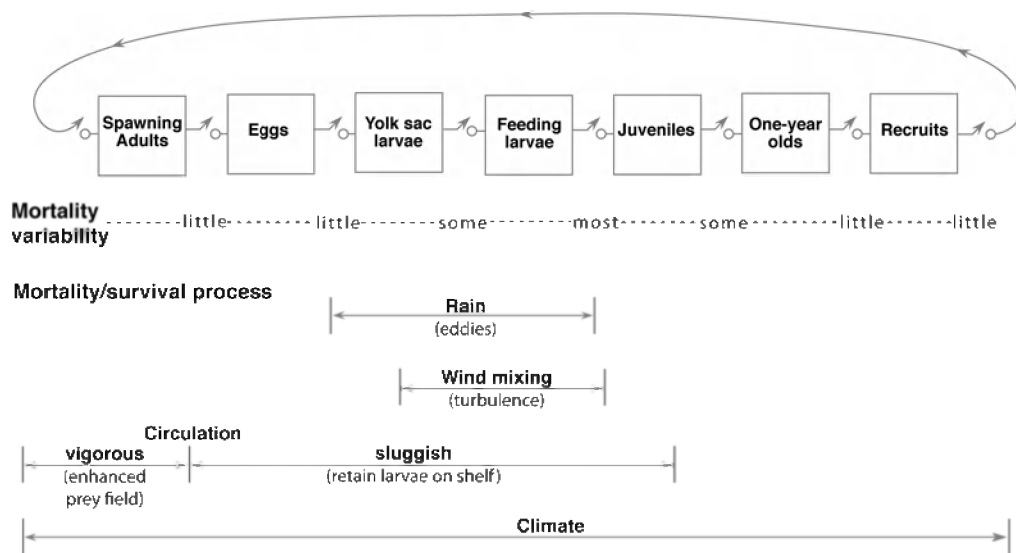 Spawning
Adults
Eggs
Yolk sac
larvae
Feeding
larvae
Juveniles
One-year
olds
Recruits
Mortality
variability
little little some most some little little
Mortality/survival process
Rain
(eddies)
Wind mixing
(turbulence)
Circulation
vigorous
(enhanced
prey field)
sluggish
(retain larvae on shelf)
Climate